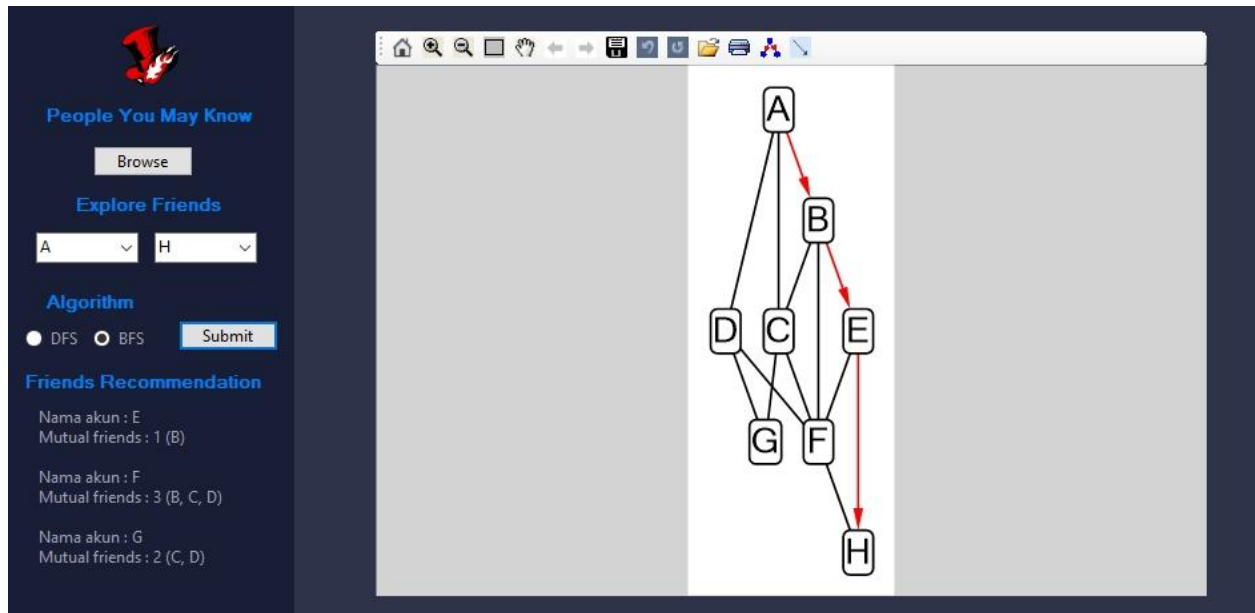 People You May Know
Browse
Explore Friends
A
H
Algorithm
DFS
BFS
Submit
Friends Recommendation
Nama akun : E
Mutual friends : 1 (B)
Nama akun : F
Mutual friends : 3 (B, C, D)
Nama akun : G
Mutual friends : 2 (C, D)
A
B
D
C
E
G
F
H